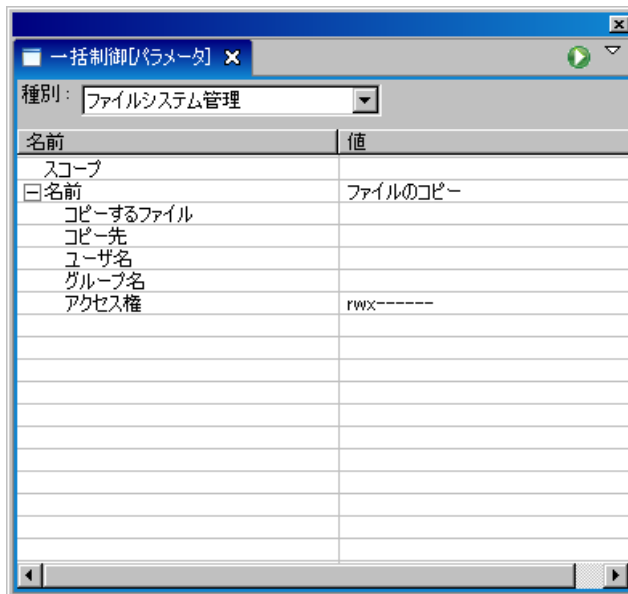 一括制御[パラメータ]
種別: ファイルシステム管理
名前 値
スコープ
名前 ファイルのコピー
コピーするファイル
コピー先
ユーザ名
グループ名
アクセス権 rwx------